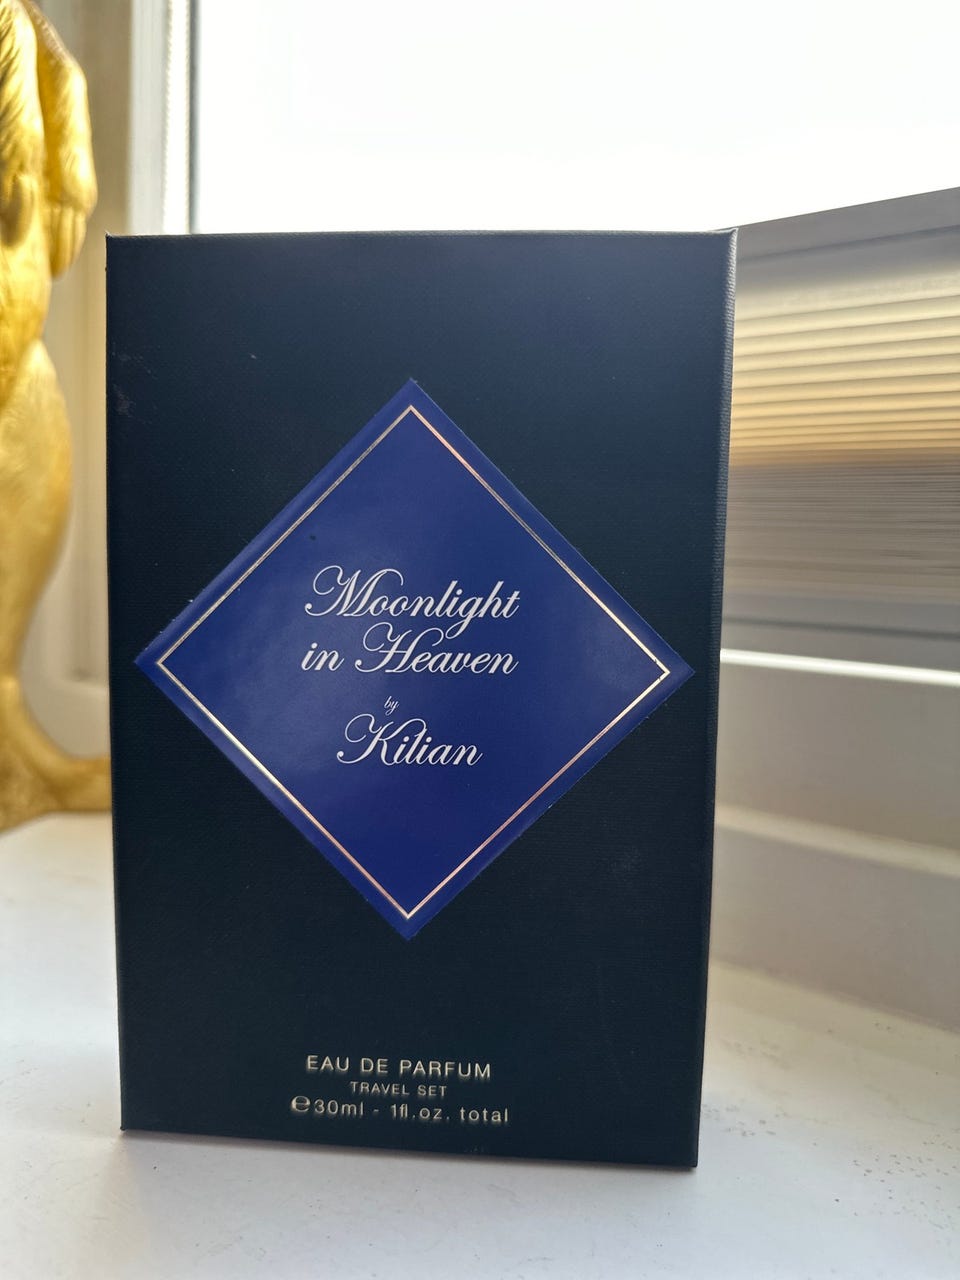 Moonlight
in Heaven
by
Kilian
EAU DE PARFUM
TRAVEL SET
℮30ml - 1fl.oz. total